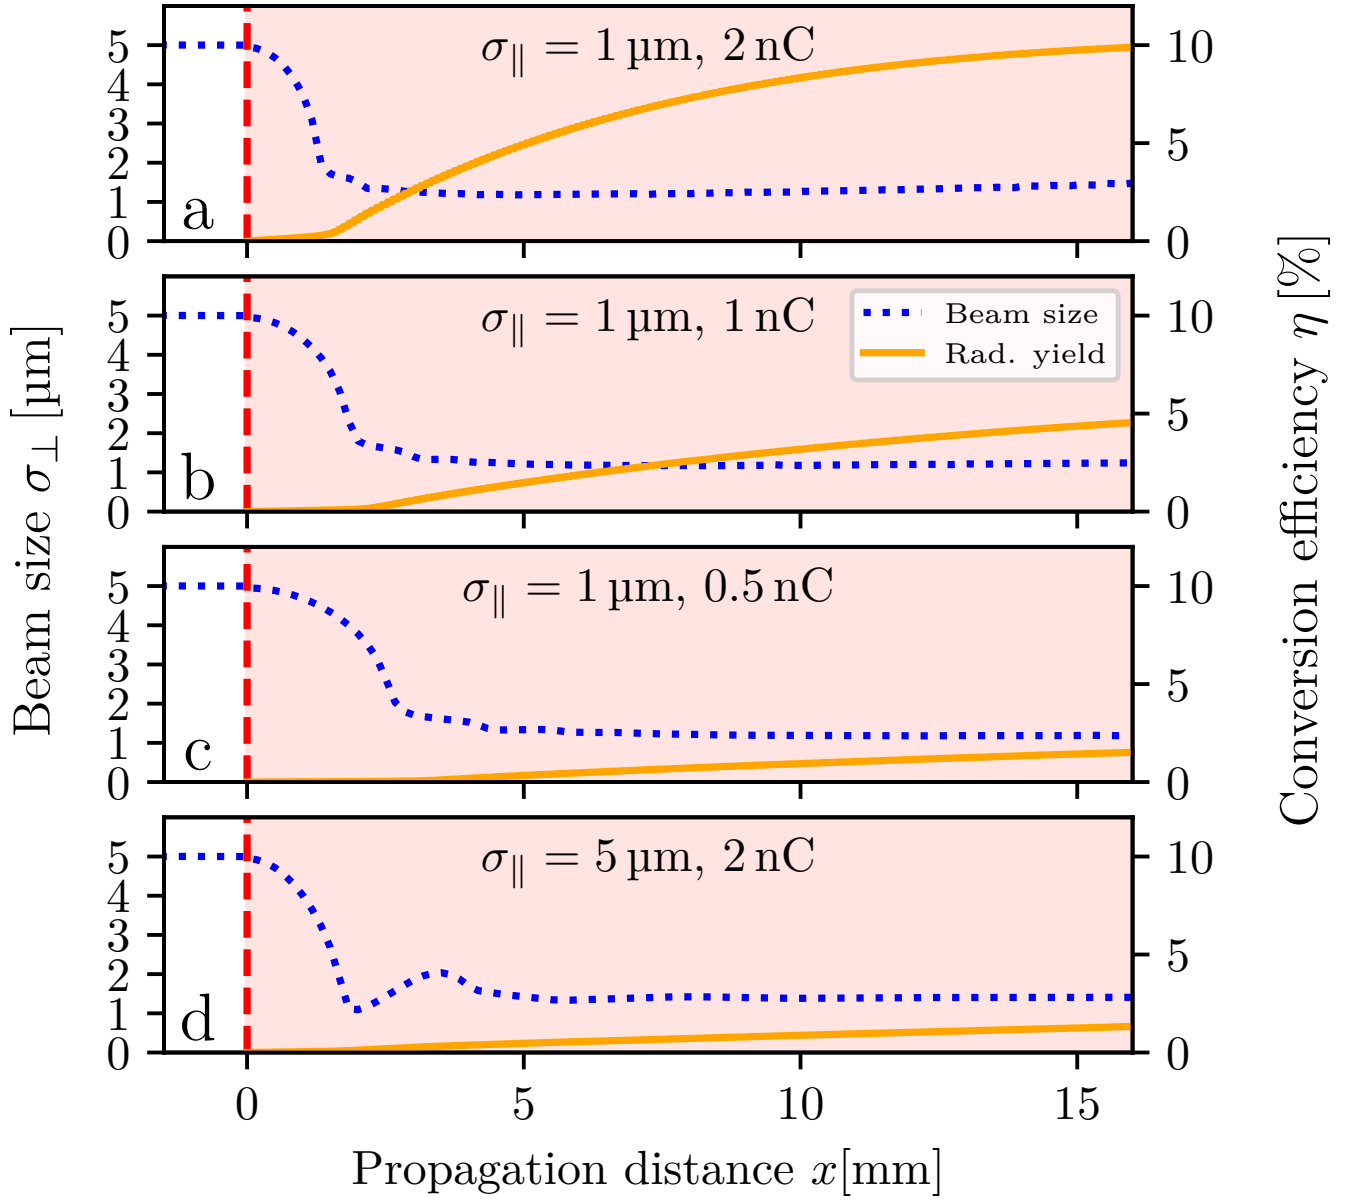 5
4
3
2
1
0
a
σ∥ = 1 µm, 2 nC
10
5
0
5
4
3
2
1
0
b
σ∥ = 1 µm, 1 nC
Beam size
Rad. yield
10
5
0
5
4
3
2
1
0
c
σ∥ = 1 µm, 0.5 nC
10
5
0
5
4
3
2
1
0
d
σ∥ = 5 µm, 2 nC
10
5
0
0 5 10 15
Propagation distance x[mm]
Beam size σ⊥ [µm]
Conversion efficiency η [%]